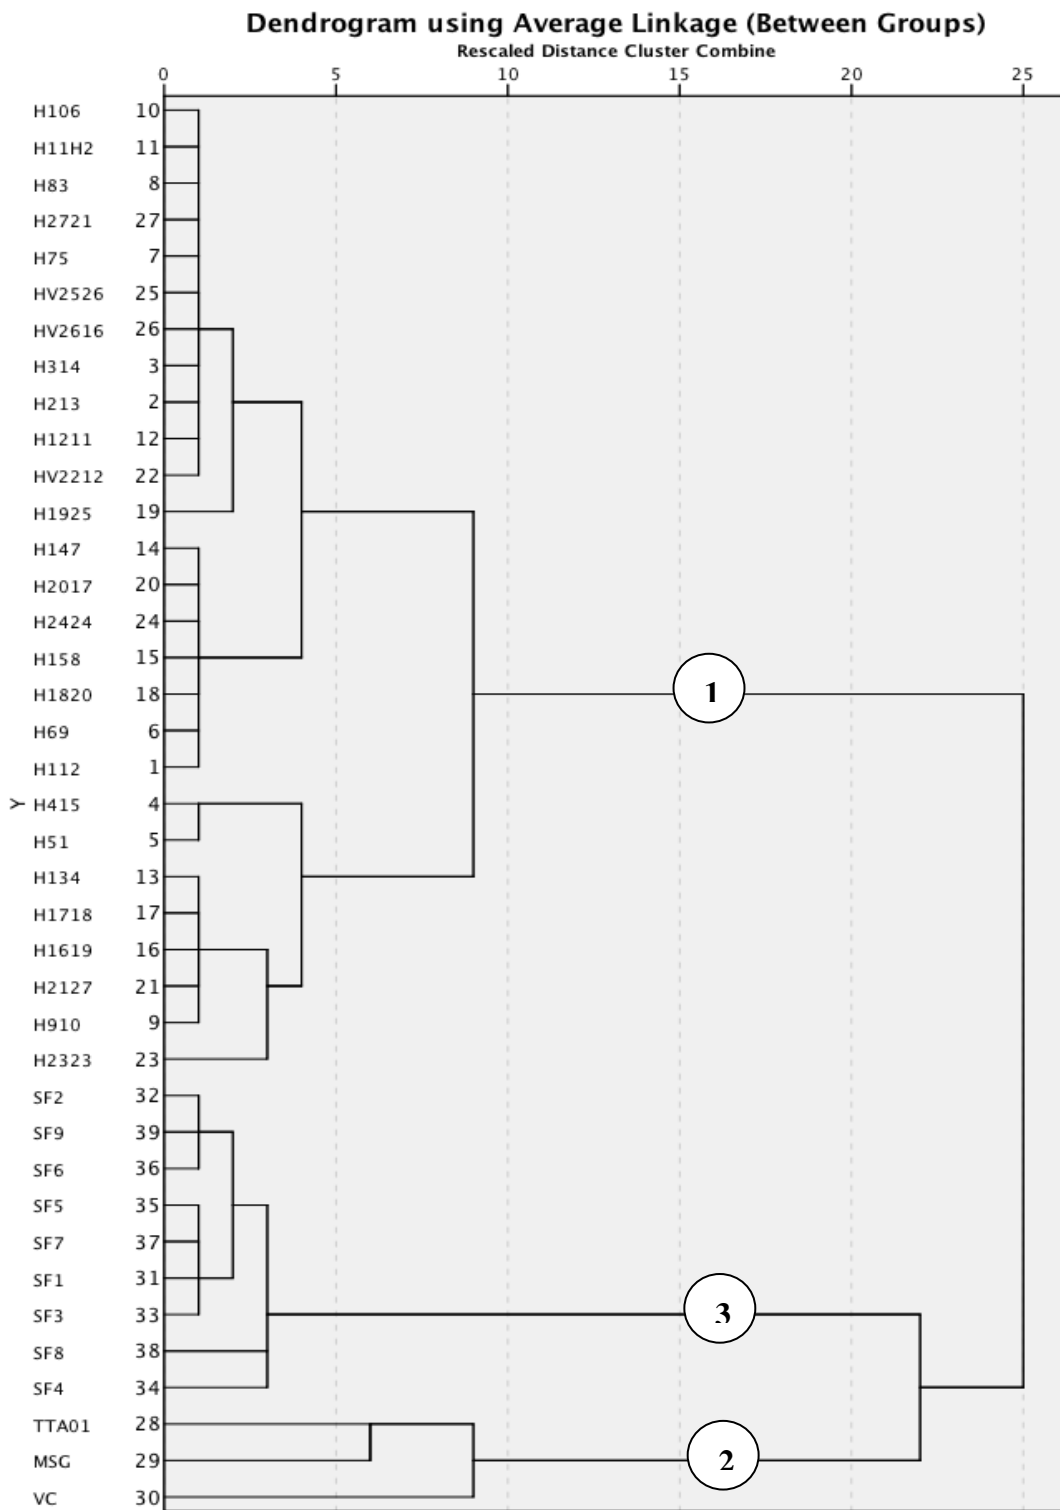 Dendrogram using Average Linkage (Between Groups)
Rescaled Distance Cluster Combine
0 5 10 15 20 25
H106 10
H11H2 11
H83 8
H2721 27
H75 7
HV2526 25
HV2616 26
H314 3
H213 2
H1211 12
HV2212 22
H1925 19
H147 14
H2017 20
H2424 24
H158 15
H1820 18
1
H69 6
H112 1
Y H415 4
H51 5
H134 13
H1718 17
H1619 16
H2127 21
H910 9
H2323 23
SF2 32
SF9 39
SF6 36
SF5 35
SF7 37
SF1 31
SF3 33
3
SF8 38
SF4 34
TTA01 28
MSG 29
2
VC 30